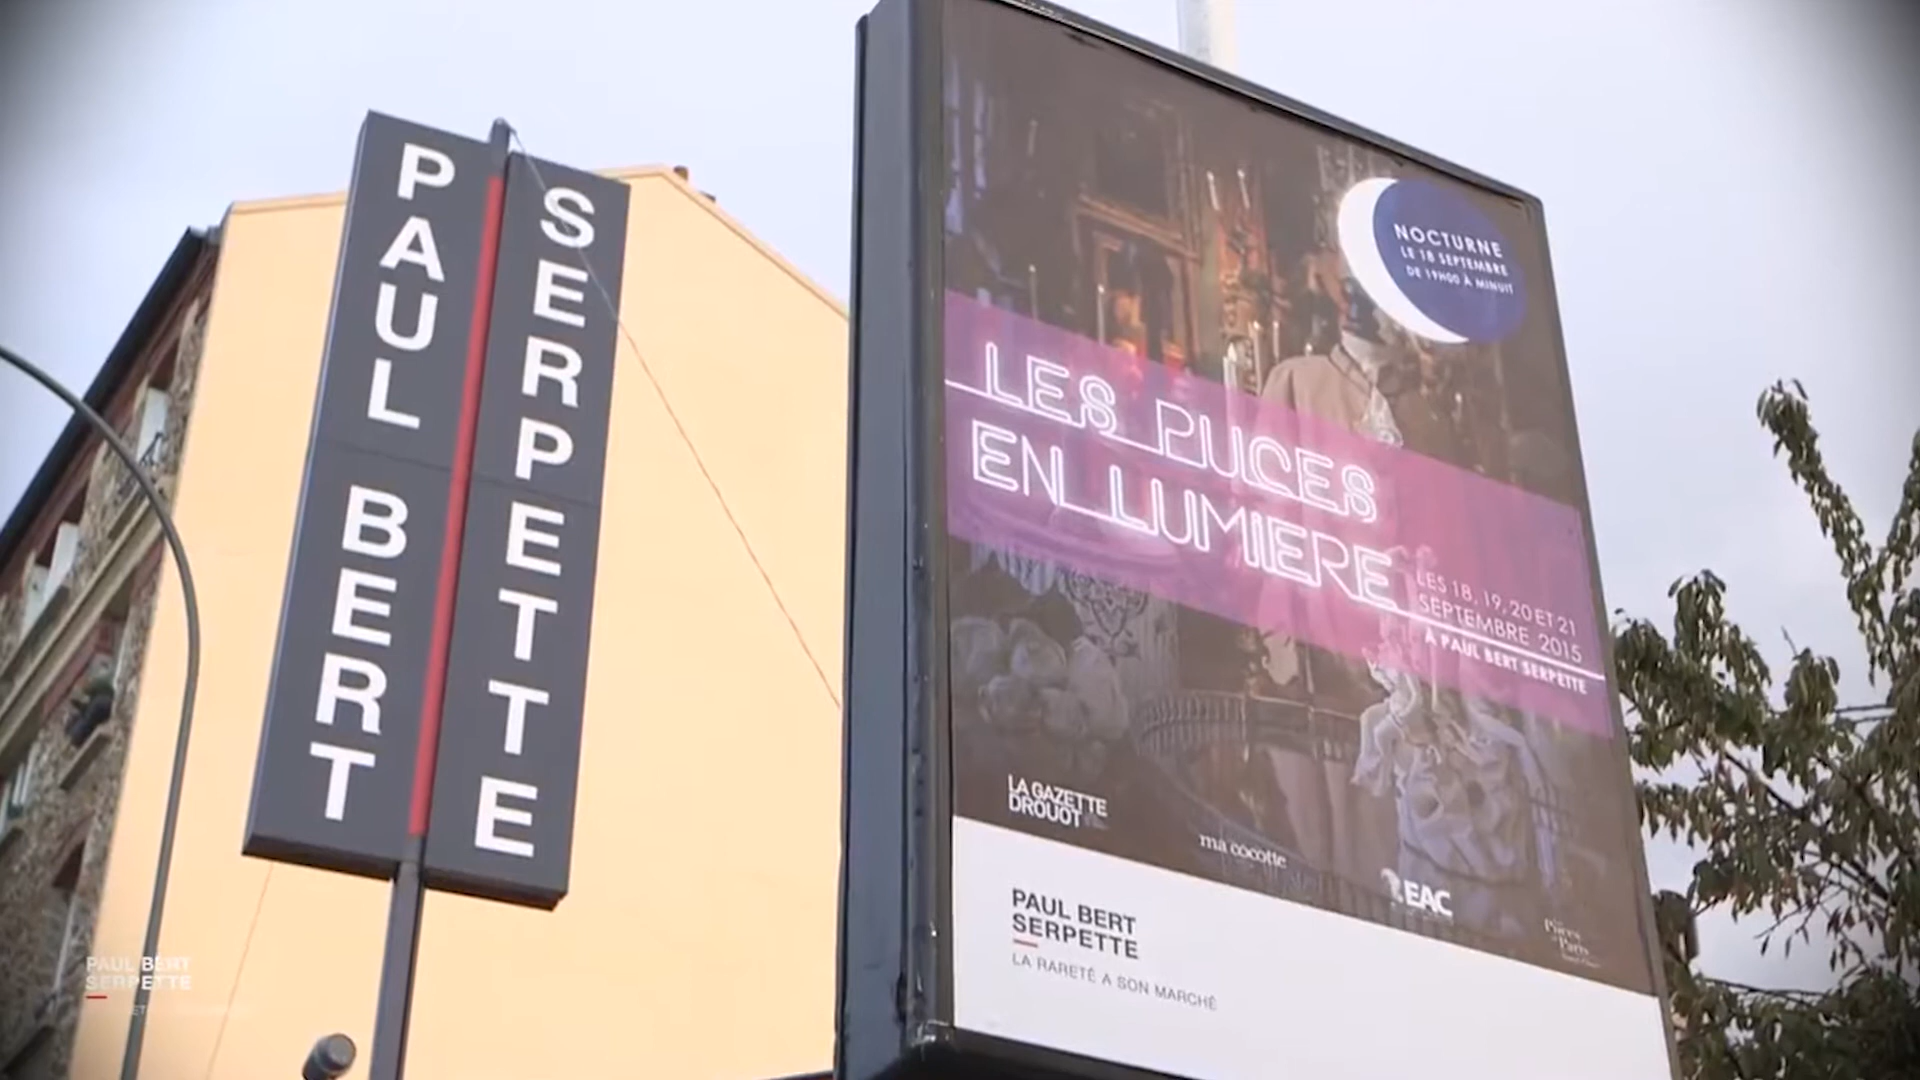 PAUL BERT
SERPETTE
NOCTURNE
LE 18 SEPTEMBRE
DE 19H00 À MINUIT
LES PUCES
EN LUMIERE
LES 18, 19, 20 ET 21
SEPTEMBRE 2015
À PAUL BERT SERPETTE
LA GAZETTE
DROUOT
ma cocotte
EAC
Puces
Paris
PAUL BERT
SERPETTE
LA RARETÉ A SON MARCHÉ
PAUL BERT
SERPETTE